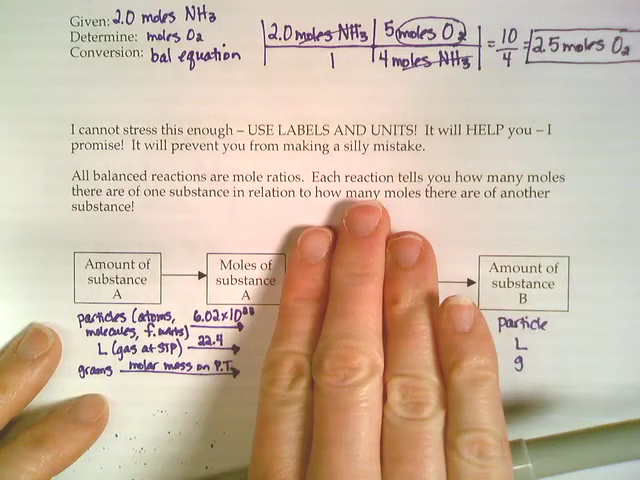 Given: 2.0 moles NH₃
Determine: moles O₂
Conversion: bal equation
2.0 moles NH₃ | 5 moles O₂ = 10 = 2.5 moles O₂
1 | 4 moles NH₃ 4
I cannot stress this enough – USE LABELS AND UNITS! It will HELP you – I
promise! It will prevent you from making a silly mistake.
All balanced reactions are mole ratios. Each reaction tells you how many moles
there are of one substance in relation to how many moles there are of another
substance!
Amount of substance A
Moles of substance A
Amount of substance B
particles (atoms, 6.02×10²³
molecules, f. units)
L (gas at STP) 22.4
grams molar mass on P.T.
particle
L
g